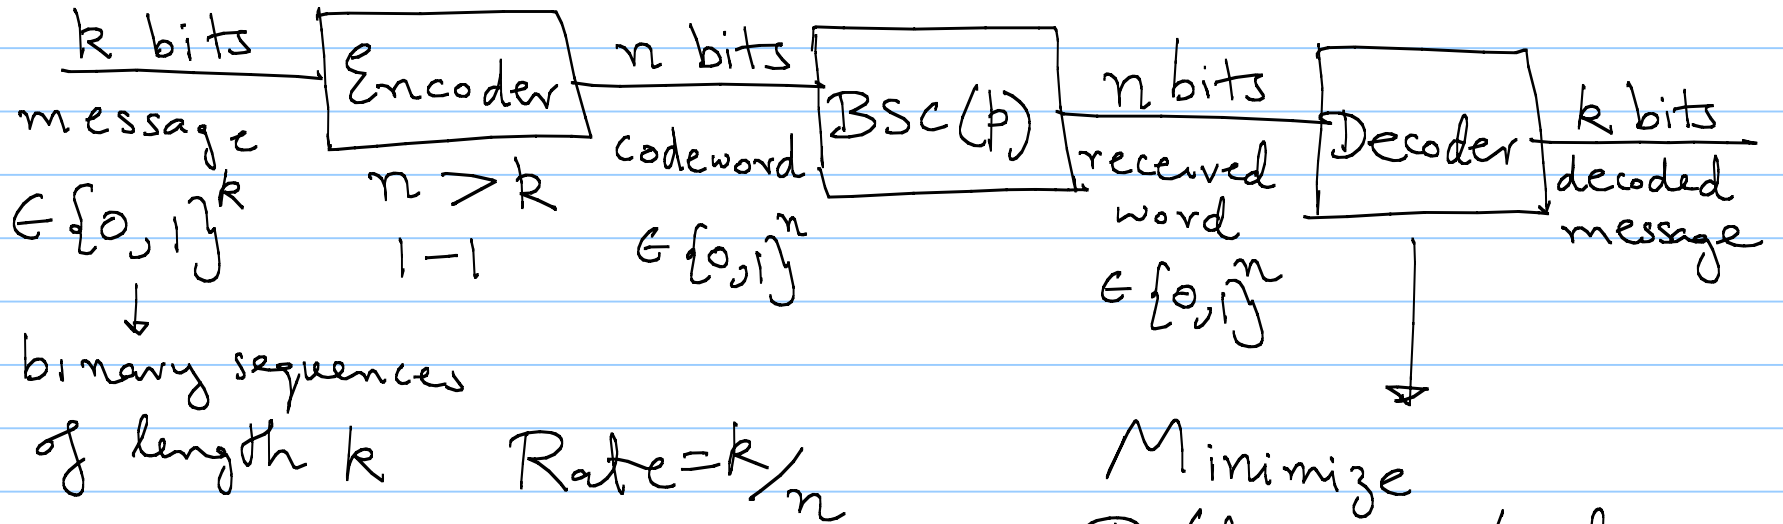 k bits
message
∈ {0, 1}^k
↓
binary sequences
of length k
Encoder
n > k
1-1
n bits
codeword
∈ {0,1}^n
BSC(p)
n bits
received
word
∈ {0,1}^n
Decoder
k bits
decoded
message
Rate = k/n
Minimize